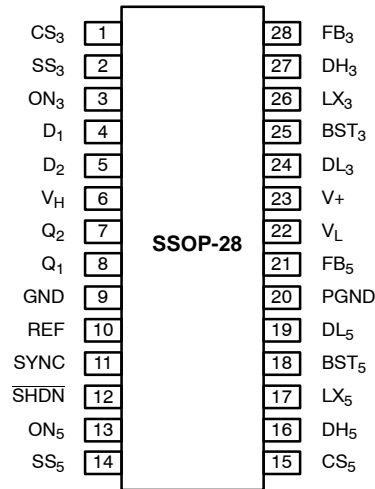 CS3 1 28 FB3
SS3 2 27 DH3
ON3 3 26 LX3
D1 4 25 BST3
D2 5 24 DL3
VH 6 23 V+
Q2 7 22 VL
SSOP-28
Q1 8 21 FB5
GND 9 20 PGND
REF 10 19 DL5
SYNC 11 18 BST5
SHDN 12 17 LX5
ON5 13 16 DH5
SS5 14 15 CS5